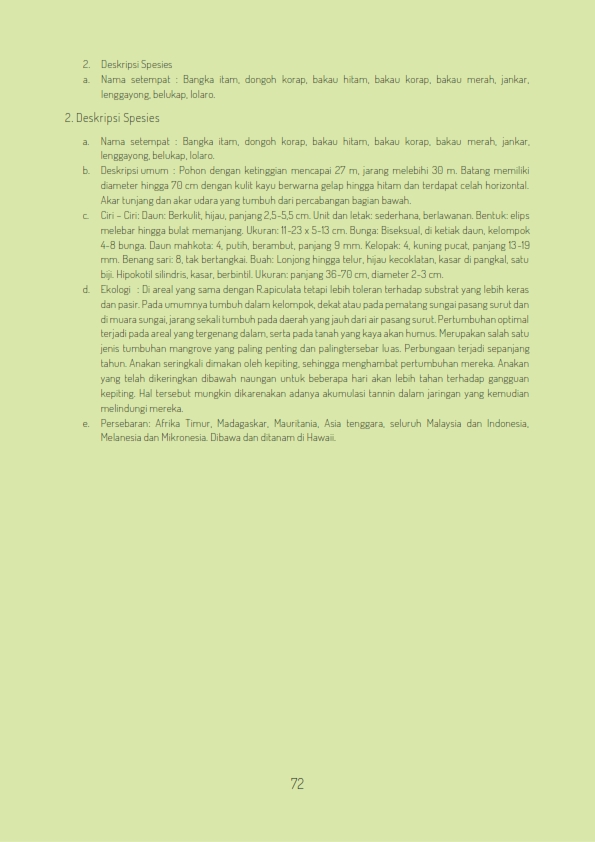 2. Deskripsi Spesies
a. Nama setempat : Bangka itam, dongoh korap, bakau hitam, bakau korap, bakau merah, jankar,
lenggayong, belukap, lolaro.
2. Deskripsi Spesies
a. Nama setempat : Bangka itam, dongoh korap, bakau hitam, bakau korap, bakau merah, jankar,
lenggayong, belukap, lolaro.
b. Deskripsi umum : Pohon dengan ketinggian mencapai 27 m, jarang melebihi 30 m. Batang memiliki
diameter hingga 70 cm dengan kulit kayu berwarna gelap hingga hitam dan terdapat celah horizontal.
Akar tunjang dan akar udara yang tumbuh dari percabangan bagian bawah.
c. Ciri – Ciri: Daun: Berkulit, hijau, panjang 2,5-5,5 cm. Unit dan letak: sederhana, berlawanan. Bentuk: elips
melebar hingga bulat memanjang. Ukuran: 11-23 x 5-13 cm. Bunga: Biseksual, di ketiak daun, kelompok
4-8 bunga. Daun mahkota: 4, putih, berambut, panjang 9 mm. Kelopak: 4, kuning pucat, panjang 13-19
mm. Benang sari: 8, tak bertangkai. Buah: Lonjong hingga telur, hijau kecoklatan, kasar di pangkal, satu
biji. Hipokotil silindris, kasar, berbintil. Ukuran: panjang 36-70 cm, diameter 2-3 cm.
d. Ekologi : Di areal yang sama dengan R.apiculata tetapi lebih toleran terhadap substrat yang lebih keras
dan pasir. Pada umumnya tumbuh dalam kelompok, dekat atau pada pematang sungai pasang surut dan
di muara sungai, jarang sekali tumbuh pada daerah yang jauh dari air pasang surut. Pertumbuhan optimal
terjadi pada areal yang tergenang dalam, serta pada tanah yang kaya akan humus. Merupakan salah satu
jenis tumbuhan mangrove yang paling penting dan palingtersebar luas. Perbungaan terjadi sepanjang
tahun. Anakan seringkali dimakan oleh kepiting, sehingga menghambat pertumbuhan mereka. Anakan
yang telah dikeringkan dibawah naungan untuk beberapa hari akan lebih tahan terhadap gangguan
kepiting. Hal tersebut mungkin dikarenakan adanya akumulasi tannin dalam jaringan yang kemudian
melindungi mereka.
e. Persebaran: Afrika Timur, Madagaskar, Mauritania, Asia tenggara, seluruh Malaysia dan Indonesia,
Melanesia dan Mikronesia. Dibawa dan ditanam di Hawaii.
72